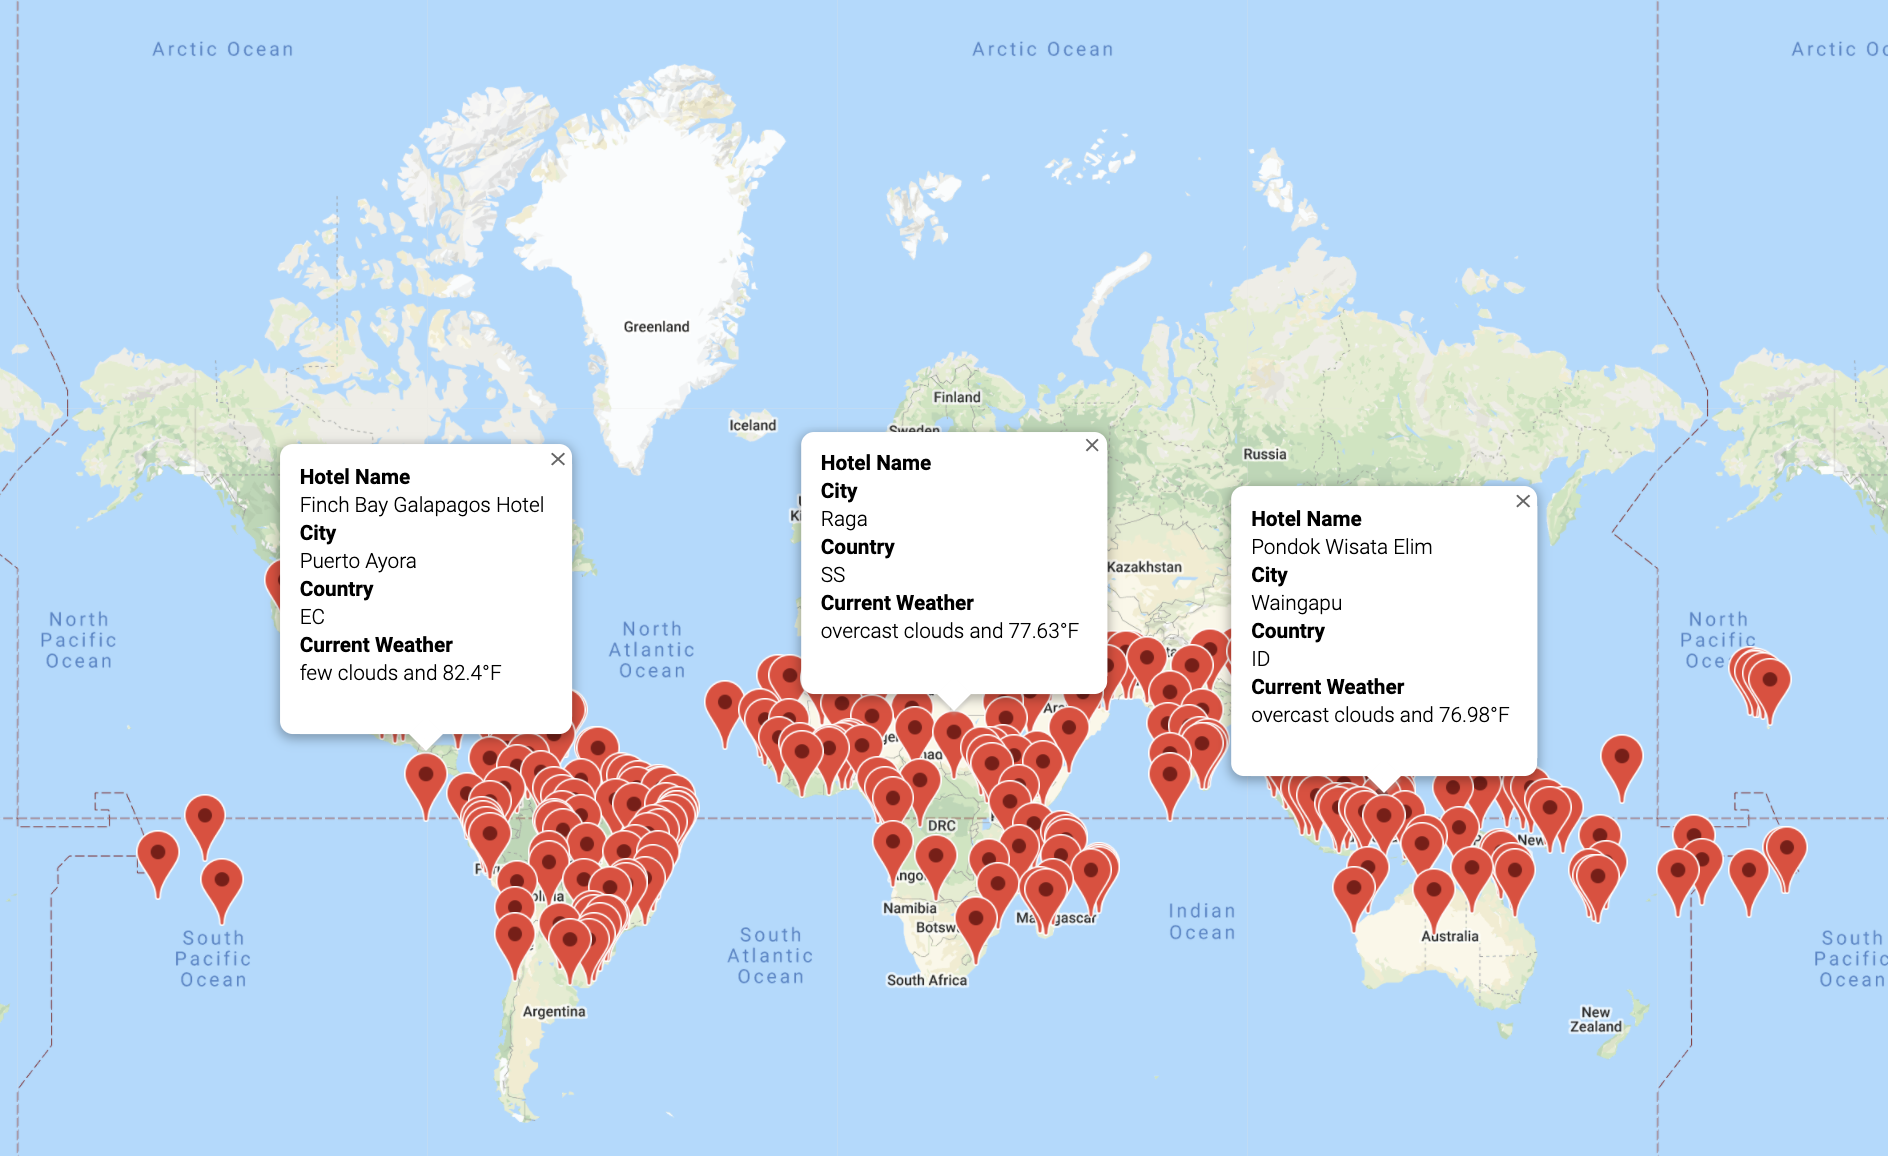 Arctic Ocean
Arctic Ocean
Arctic Oc
Greenland
Finland
Iceland
Sweden
Russia
Kazakhstan
Hotel Name
Finch Bay Galapagos Hotel
City
Puerto Ayora
Country
EC
Current Weather
few clouds and 82.4°F
Hotel Name
City
Raga
Country
SS
Current Weather
overcast clouds and 77.63°F
Hotel Name
Pondok Wisata Elim
City
Waingapu
Country
ID
Current Weather
overcast clouds and 76.98°F
North
Pacific
Ocean
North
Atlantic
Ocean
North
Pacific
Oce
DRC
Namibia
Botsw
South Africa
Argentina
South
Pacific
Ocean
South
Atlantic
Ocean
Indian
Ocean
Australia
New
Zealand
South
Pacific
Ocean